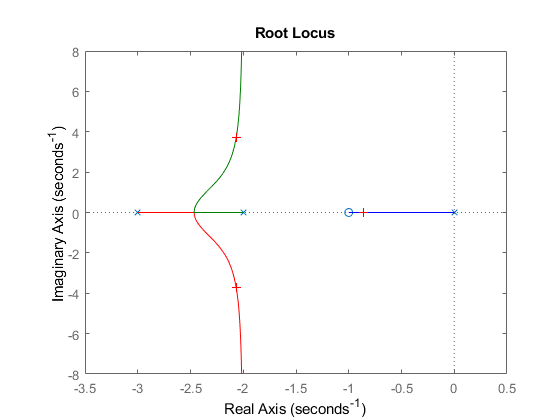 Root Locus
Imaginary Axis (seconds⁻¹)
8
6
4
2
0
-2
-4
-6
-8
-3.5 -3 -2.5 -2 -1.5 -1 -0.5 0 0.5
Real Axis (seconds⁻¹)